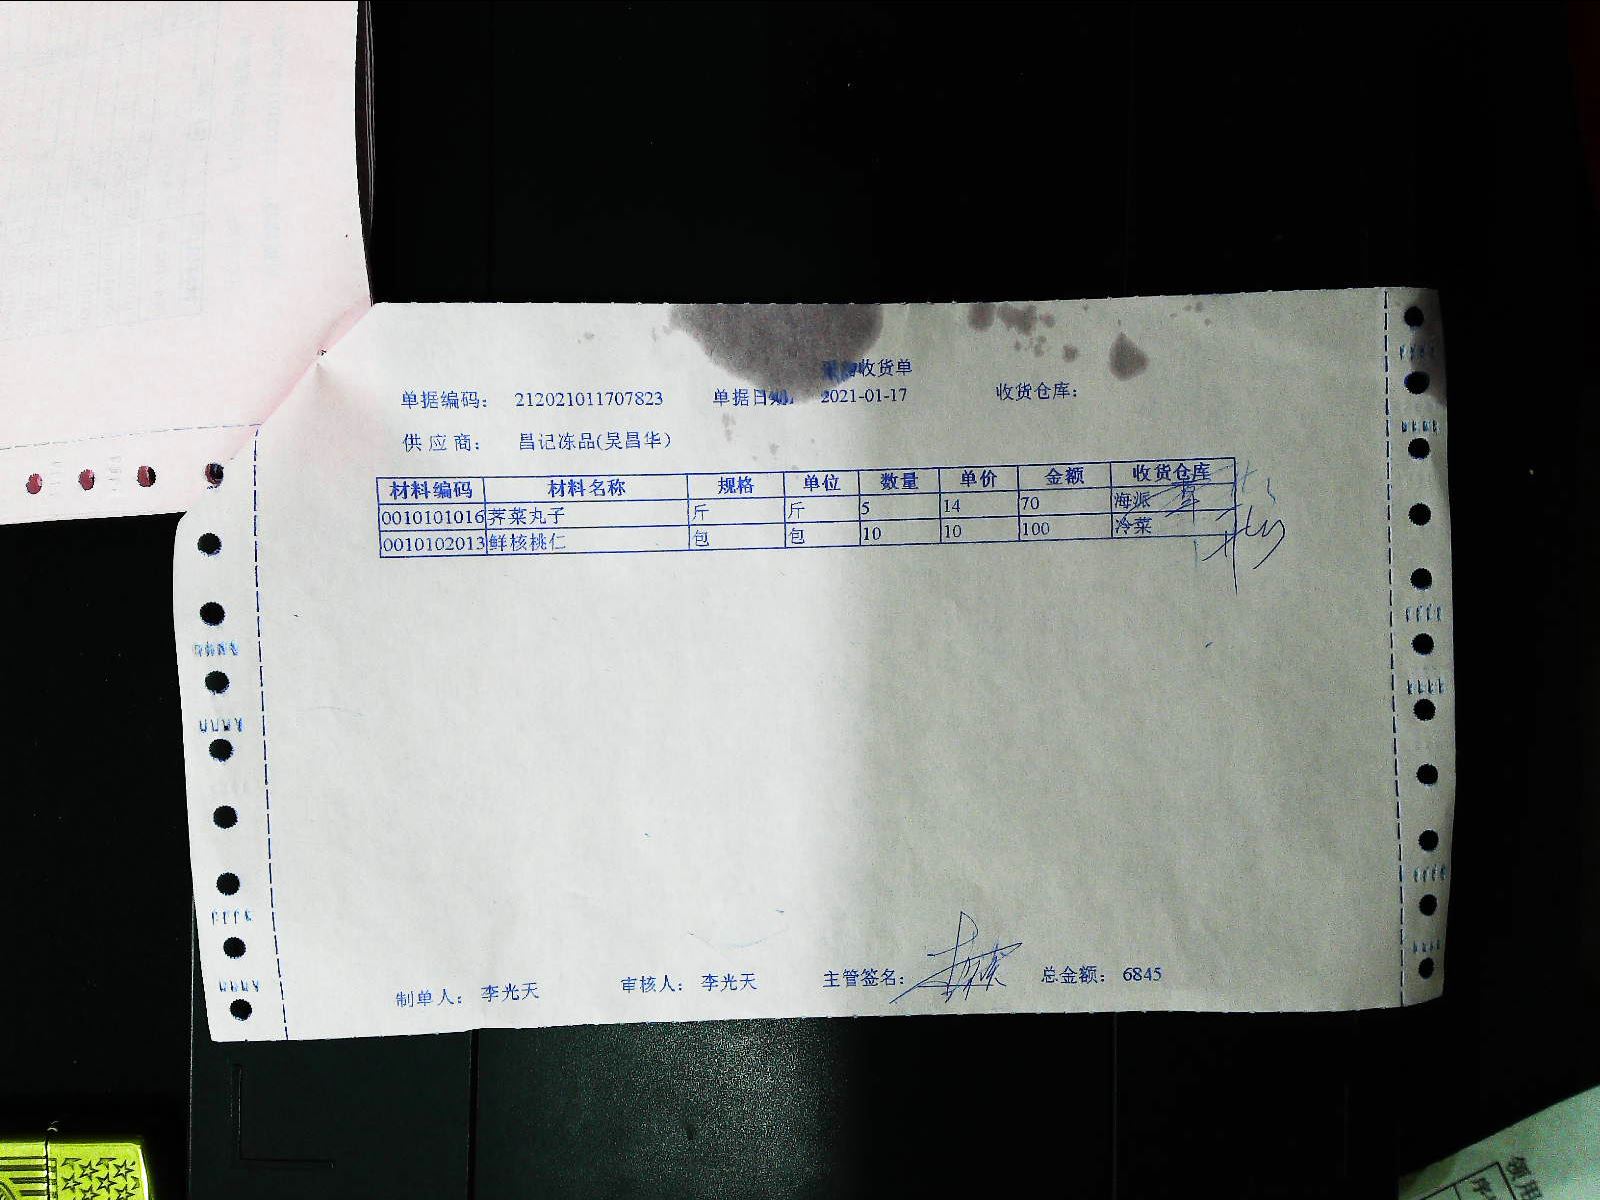 收货单
单据编码： 212021011707823 单据日期： 2021-01-17 收货仓库：
供应商： 昌记冻品(吴昌华)
材料编码 材料名称 规格 单位 数量 单价 金额 收货仓库
0010101016 荠菜丸子 斤 斤 5 14 70 海派
0010102013 鲜核桃仁 包 包 10 10 100 冷菜
制单人： 李光天 审核人： 李光天 主管签名： 总金额： 6845
领用
序